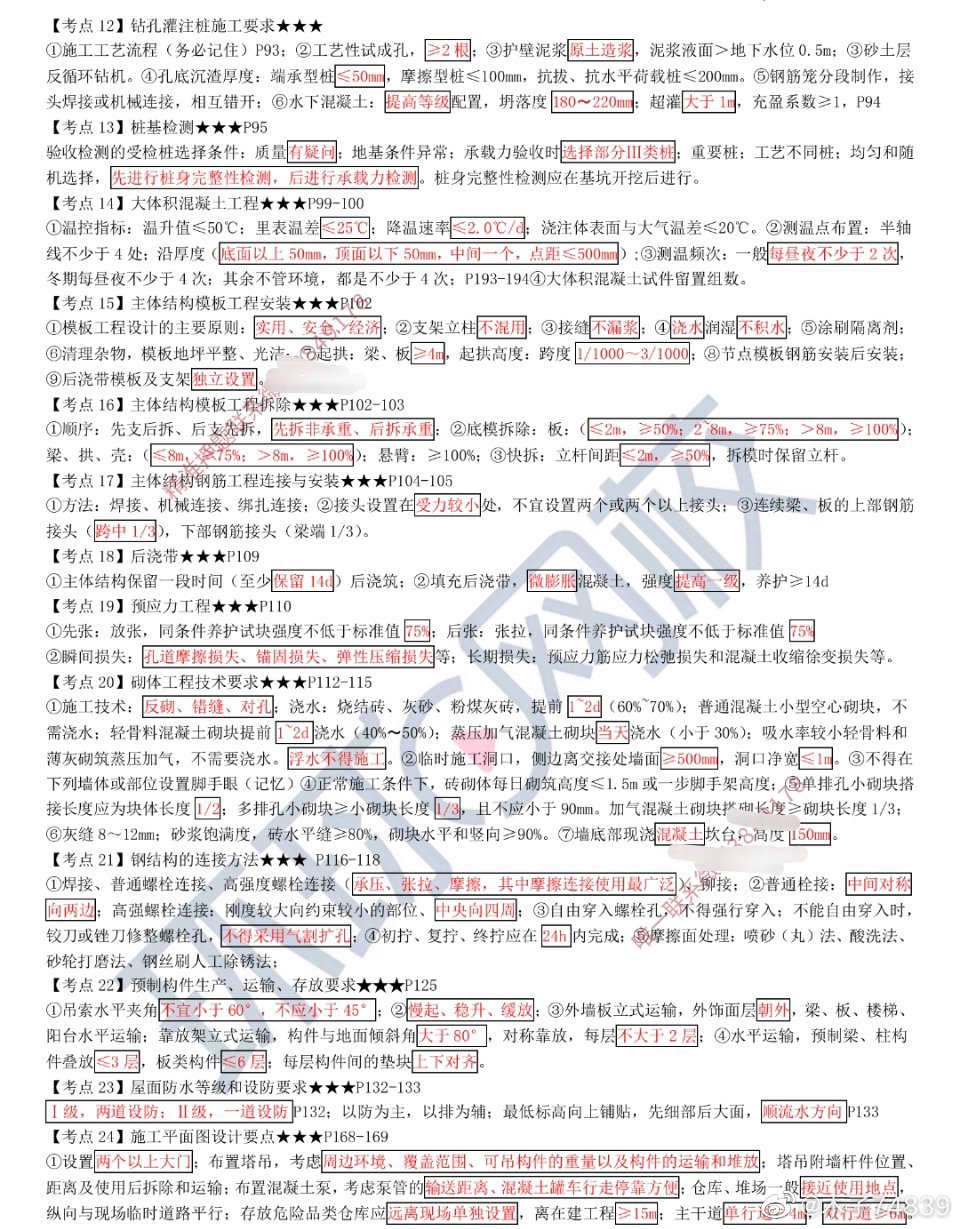 【考点 12】钻孔灌注桩施工要求★★★
①施工工艺流程（务必记住）P93；②工艺性试成孔，≥2根；③护壁泥浆原土造浆，泥浆液面>地下水位0.5m；③砂土层
反循环钻机。④孔底沉渣厚度：端承型桩≤50mm，摩擦型桩≤100mm，抗拔、抗水平荷载桩≤200mm。⑤钢筋笼分段制作，接
头焊接或机械连接，相互错开；⑥水下混凝土：提高等级配置，坍落度180～220mm；超灌大于1m，充盈系数≥1，P94
【考点 13】桩基检测★★★P95
验收检测的受检桩选择条件：质量有疑问；地基条件异常；承载力验收时选择部分Ⅲ类桩；重要桩；工艺不同桩；均匀和随
机选择，先进行桩身完整性检测，后进行承载力检测。桩身完整性检测应在基坑开挖后进行。
【考点 14】大体积混凝土工程★★★P99-100
①温控指标：温升值≤50℃；里表温差≤25℃；降温速率≤2.0℃/d；浇注体表面与大气温差≤20℃。②测温点布置：半轴
线不少于4处；沿厚度（底面以上50mm，顶面以下50mm，中间一个，点距≤500mm）；③测温频次：一般每昼夜不少于2次，
冬期每昼夜不少于4次；其余不管环境，都是不少于4次；P193-194④大体积混凝土试件留置组数。
【考点 15】主体结构模板工程安装★★★P102
①模板工程设计的主要原则：实用、安全、经济；②支架立柱不混用；③接缝不漏浆；④浇水润湿不积水；⑤涂刷隔离剂；
⑥清理杂物，模板地坪平整、光洁；⑦起拱：梁、板≥4m，起拱高度：跨度1/1000～3/1000；⑧节点模板钢筋安装后安装；
⑨后浇带模板及支架独立设置。
【考点 16】主体结构模板工程拆除★★★P102-103
①顺序：先支后拆、后支先拆，先拆非承重、后拆承重；②底模拆除：板：（≤2m，≥50%；2~8m，≥75%；>8m，≥100%）；
梁、拱、壳：（≤8m，≥75%；>8m，≥100%）；悬臂：≥100%；③快拆：立杆间距≤2m，≥50%，拆模时保留立杆。
【考点 17】主体结构钢筋工程连接与安装★★★P104-105
①方法：焊接、机械连接、绑扎连接；②接头设置在受力较小处，不宜设置两个或两个以上接头；③连续梁、板的上部钢筋
接头（跨中1/3），下部钢筋接头（梁端1/3）。
【考点 18】后浇带★★★P109
①主体结构保留一段时间（至少保留14d）后浇筑；②填充后浇带，微膨胀混凝土，强度提高一级，养护≥14d
【考点 19】预应力工程★★★P110
①先张：放张，同条件养护试块强度不低于标准值75%；后张：张拉，同条件养护试块强度不低于标准值75%
②瞬间损失：孔道摩擦损失、锚固损失、弹性压缩损失等；长期损失：预应力筋应力松弛损失和混凝土收缩徐变损失等。
【考点 20】砌体工程技术要求★★★P112-115
①施工技术：反砌、错缝、对孔；浇水：烧结砖、灰砂、粉煤灰砖，提前1~2d（60%~70%）；普通混凝土小型空心砌块，不
需浇水；轻骨料混凝土砌块提前1~2d浇水（40%～50%）；蒸压加气混凝土砌块当天浇水（小于30%）；吸水率较小轻骨料和
薄灰砌筑蒸压加气，不需要浇水。浮水不得施工。②临时施工洞口，侧边离交接处墙面≥500mm，洞口净宽≤1m。③不得在
下列墙体或部位设置脚手眼（记忆）④正常施工条件下，砖砌体每日砌筑高度≤1.5m或一步脚手架高度；⑤单排孔小砌块搭
接长度应为块体长度1/2；多排孔小砌块≥小砌块长度1/3，且不应小于90mm。加气混凝土砌块搭砌长度≥砌块长度1/3；
⑥灰缝8～12mm；砂浆饱满度，砖水平缝≥80%，砌块水平和竖向≥90%。⑦墙底部现浇混凝土坎台，高度150mm。
【考点 21】钢结构的连接方法★★★ P116-118
①焊接、普通螺栓连接、高强度螺栓连接（承压、张拉、摩擦，其中摩擦连接使用最广泛）、铆接；②普通栓接：中间对称
向两边；高强螺栓连接：刚度较大向约束较小的部位、中央向四周；③自由穿入螺栓孔，不得强行穿入；不能自由穿入时，
铰刀或锉刀修整螺栓孔，不得采用气割扩孔；④初拧、复拧、终拧应在24h内完成；⑤摩擦面处理：喷砂（丸）法、酸洗法、
砂轮打磨法、钢丝刷人工除锈法；
【考点 22】预制构件生产、运输、存放要求★★★P125
①吊索水平夹角不宜小于60°，不应小于45°；②慢起、稳升、缓放；③外墙板立式运输，外饰面层朝外，梁、板、楼梯、
阳台水平运输；靠放架立式运输，构件与地面倾斜角大于80°，对称靠放，每层不大于2层；④水平运输，预制梁、柱构
件叠放≤3层，板类构件≤6层；每层构件间的垫块上下对齐。
【考点 23】屋面防水等级和设防要求★★★P132-133
Ⅰ级，两道设防；Ⅱ级，一道设防P132；以防为主，以排为辅；最低标高向上铺贴，先细部后大面，顺流水方向P133
【考点 24】施工平面图设计要点★★★P168-169
①设置两个以上大门；布置塔吊，考虑周边环境、覆盖范围、可吊构件的重量以及构件的运输和堆放；塔吊附墙杆件位置、
距离及使用后拆除和运输；布置混凝土泵，考虑泵管的输送距离、混凝土罐车行走停靠方便；仓库、堆场一般接近使用地点，
纵向与现场临时道路平行；存放危险品类仓库应远离现场单独设置，离在建工程≥15m；主干道单行道≥4m，双行道≥6m。
环球网校